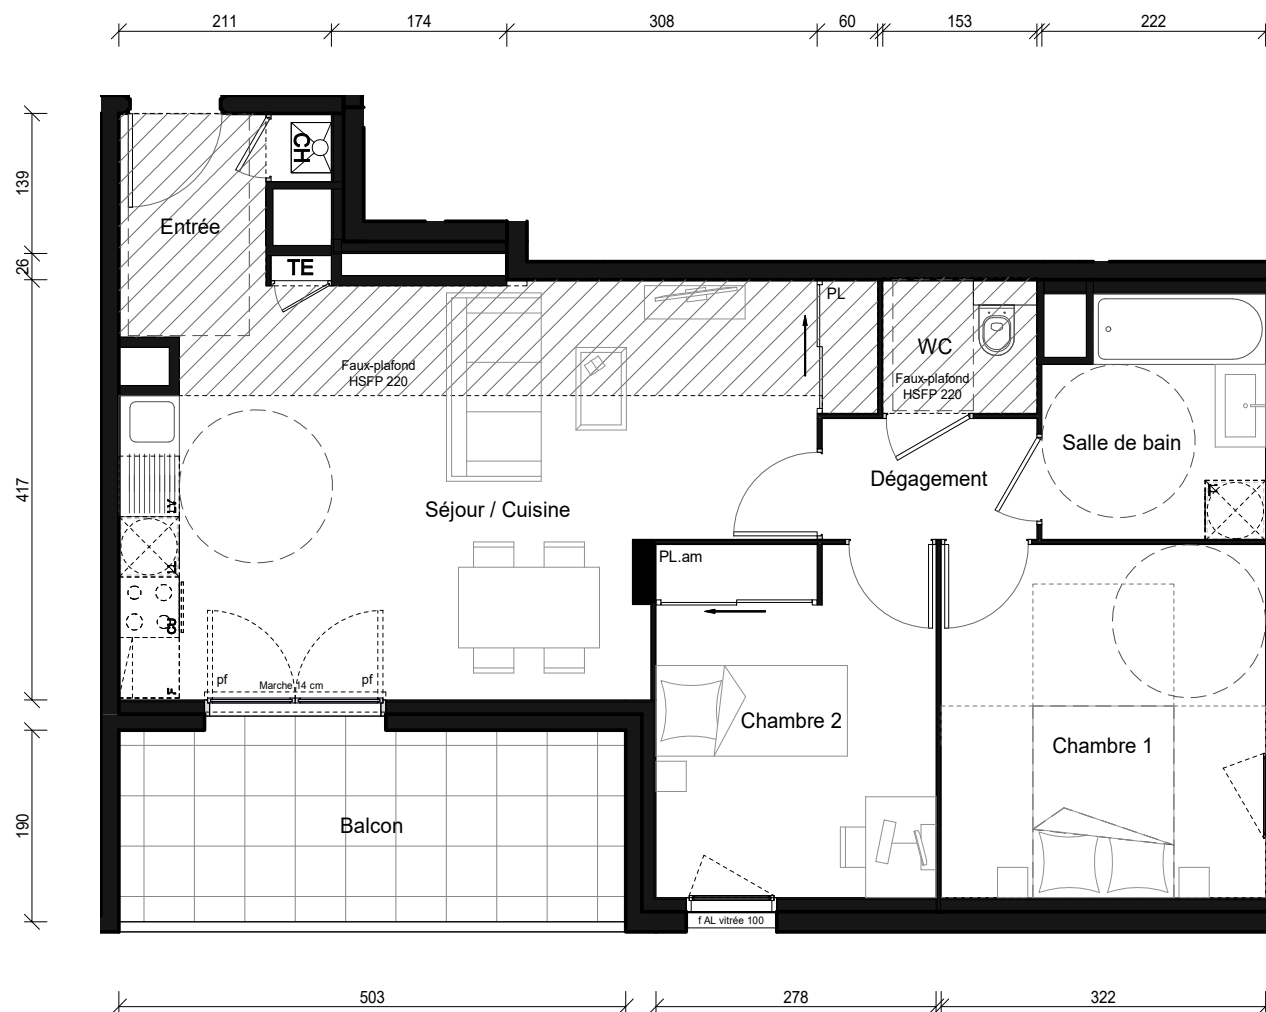 211
174
308
60
153
222
139
26
417
190
CH
Entrée
TE
PL
WC
Faux-plafond
HSFP 220
Faux-plafond
HSFP 220
Salle de bain
Dégagement
Séjour / Cuisine
LV
LL
CU
F
PL.am
pf
Marche 14 cm
pf
Chambre 2
Chambre 1
Balcon
f AL vitrée 100
503
278
322